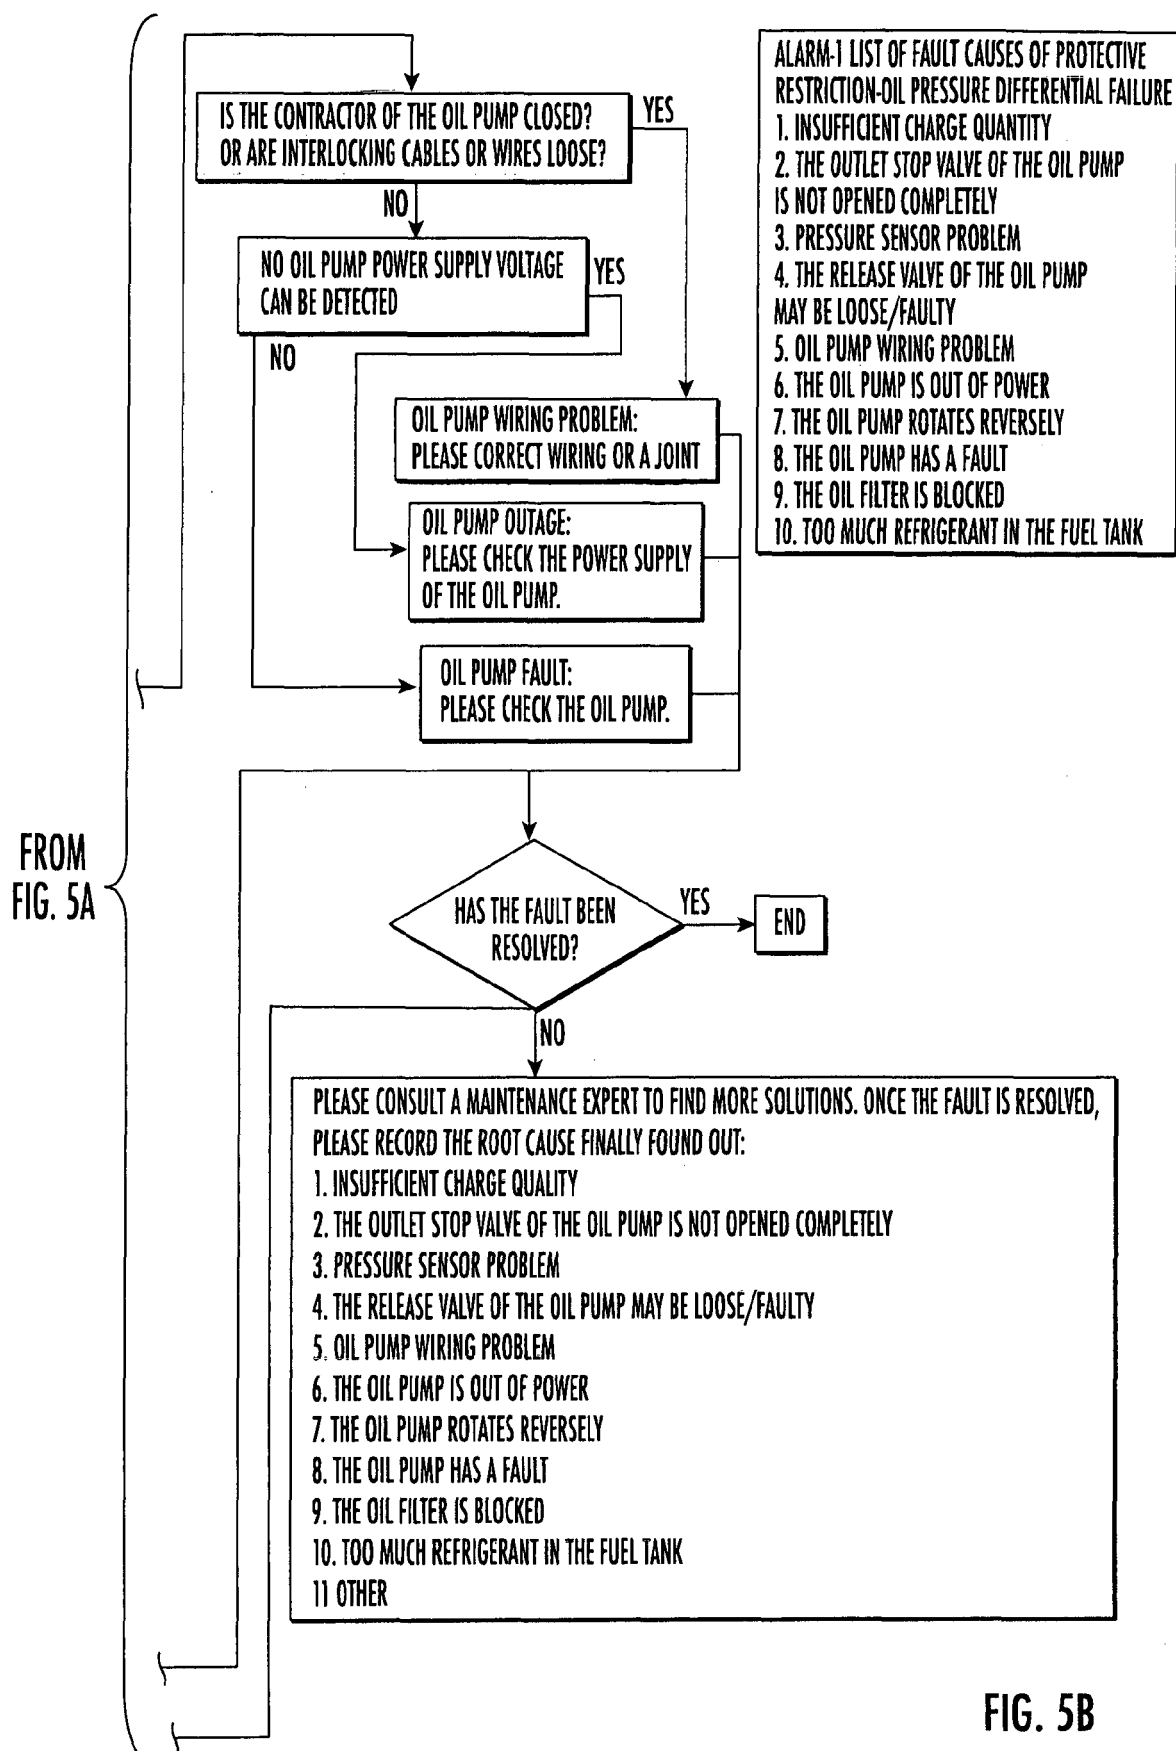 IS THE CONTRACTOR OF THE OIL PUMP CLOSED?
OR ARE INTERLOCKING CABLES OR WIRES LOOSE?
YES
NO
NO OIL PUMP POWER SUPPLY VOLTAGE
CAN BE DETECTED
YES
NO
OIL PUMP WIRING PROBLEM:
PLEASE CORRECT WIRING OR A JOINT
OIL PUMP OUTAGE:
PLEASE CHECK THE POWER SUPPLY
OF THE OIL PUMP.
OIL PUMP FAULT:
PLEASE CHECK THE OIL PUMP.
ALARM-1 LIST OF FAULT CAUSES OF PROTECTIVE
RESTRICTION-OIL PRESSURE DIFFERENTIAL FAILURE
1. INSUFFICIENT CHARGE QUANTITY
2. THE OUTLET STOP VALVE OF THE OIL PUMP
IS NOT OPENED COMPLETELY
3. PRESSURE SENSOR PROBLEM
4. THE RELEASE VALVE OF THE OIL PUMP
MAY BE LOOSE/FAULTY
5. OIL PUMP WIRING PROBLEM
6. THE OIL PUMP IS OUT OF POWER
7. THE OIL PUMP ROTATES REVERSELY
8. THE OIL PUMP HAS A FAULT
9. THE OIL FILTER IS BLOCKED
10. TOO MUCH REFRIGERANT IN THE FUEL TANK
FROM
FIG. 5A
HAS THE FAULT BEEN
RESOLVED?
YES
END
NO
PLEASE CONSULT A MAINTENANCE EXPERT TO FIND MORE SOLUTIONS. ONCE THE FAULT IS RESOLVED,
PLEASE RECORD THE ROOT CAUSE FINALLY FOUND OUT:
1. INSUFFICIENT CHARGE QUALITY
2. THE OUTLET STOP VALVE OF THE OIL PUMP IS NOT OPENED COMPLETELY
3. PRESSURE SENSOR PROBLEM
4. THE RELEASE VALVE OF THE OIL PUMP MAY BE LOOSE/FAULTY
5. OIL PUMP WIRING PROBLEM
6. THE OIL PUMP IS OUT OF POWER
7. THE OIL PUMP ROTATES REVERSELY
8. THE OIL PUMP HAS A FAULT
9. THE OIL FILTER IS BLOCKED
10. TOO MUCH REFRIGERANT IN THE FUEL TANK
11 OTHER
FIG. 5B